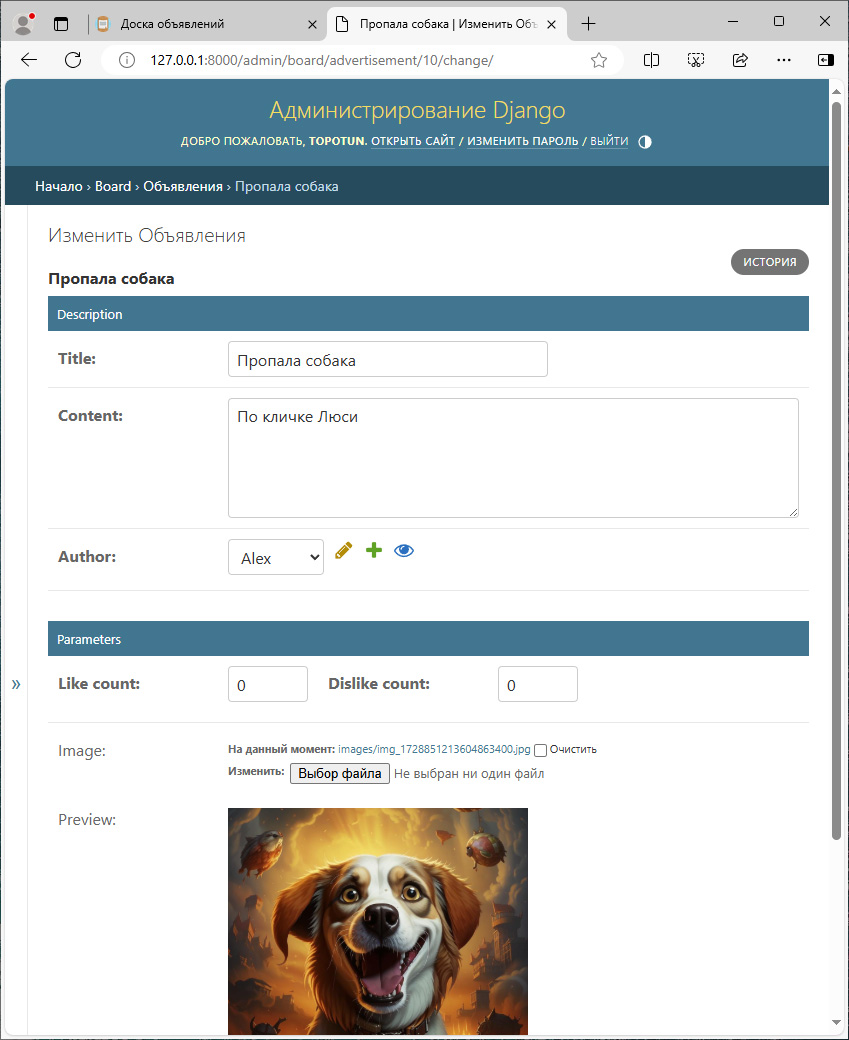 Доска объявлений
Пропала собака | Изменить Объ
127.0.0.1:8000/admin/board/advertisement/10/change/
Администрирование Django
ДОБРО ПОЖАЛОВАТЬ, TOPOTUN. ОТКРЫТЬ САЙТ / ИЗМЕНИТЬ ПАРОЛЬ / ВЫЙТИ
Начало › Board › Объявления › Пропала собака
Изменить Объявления
ИСТОРИЯ
Пропала собака
Description
Title: Пропала собака
Content: По кличке Люси
Author: Alex
Parameters
»
Like count: 0 Dislike count: 0
Image: На данный момент: images/img_1728851213604863400.jpg Очистить
Изменить: Выбор файла Не выбран ни один файл
Preview: